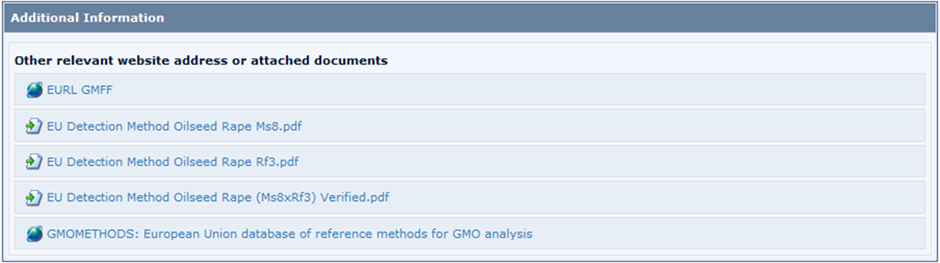 Additional Information
Other relevant website address or attached documents
EURL GMFF
EU Detection Method Oilseed Rape Ms8.pdf
EU Detection Method Oilseed Rape Rf3.pdf
EU Detection Method Oilseed Rape (Ms8xRf3) Verified.pdf
GMOMETHODS: European Union database of reference methods for GMO analysis